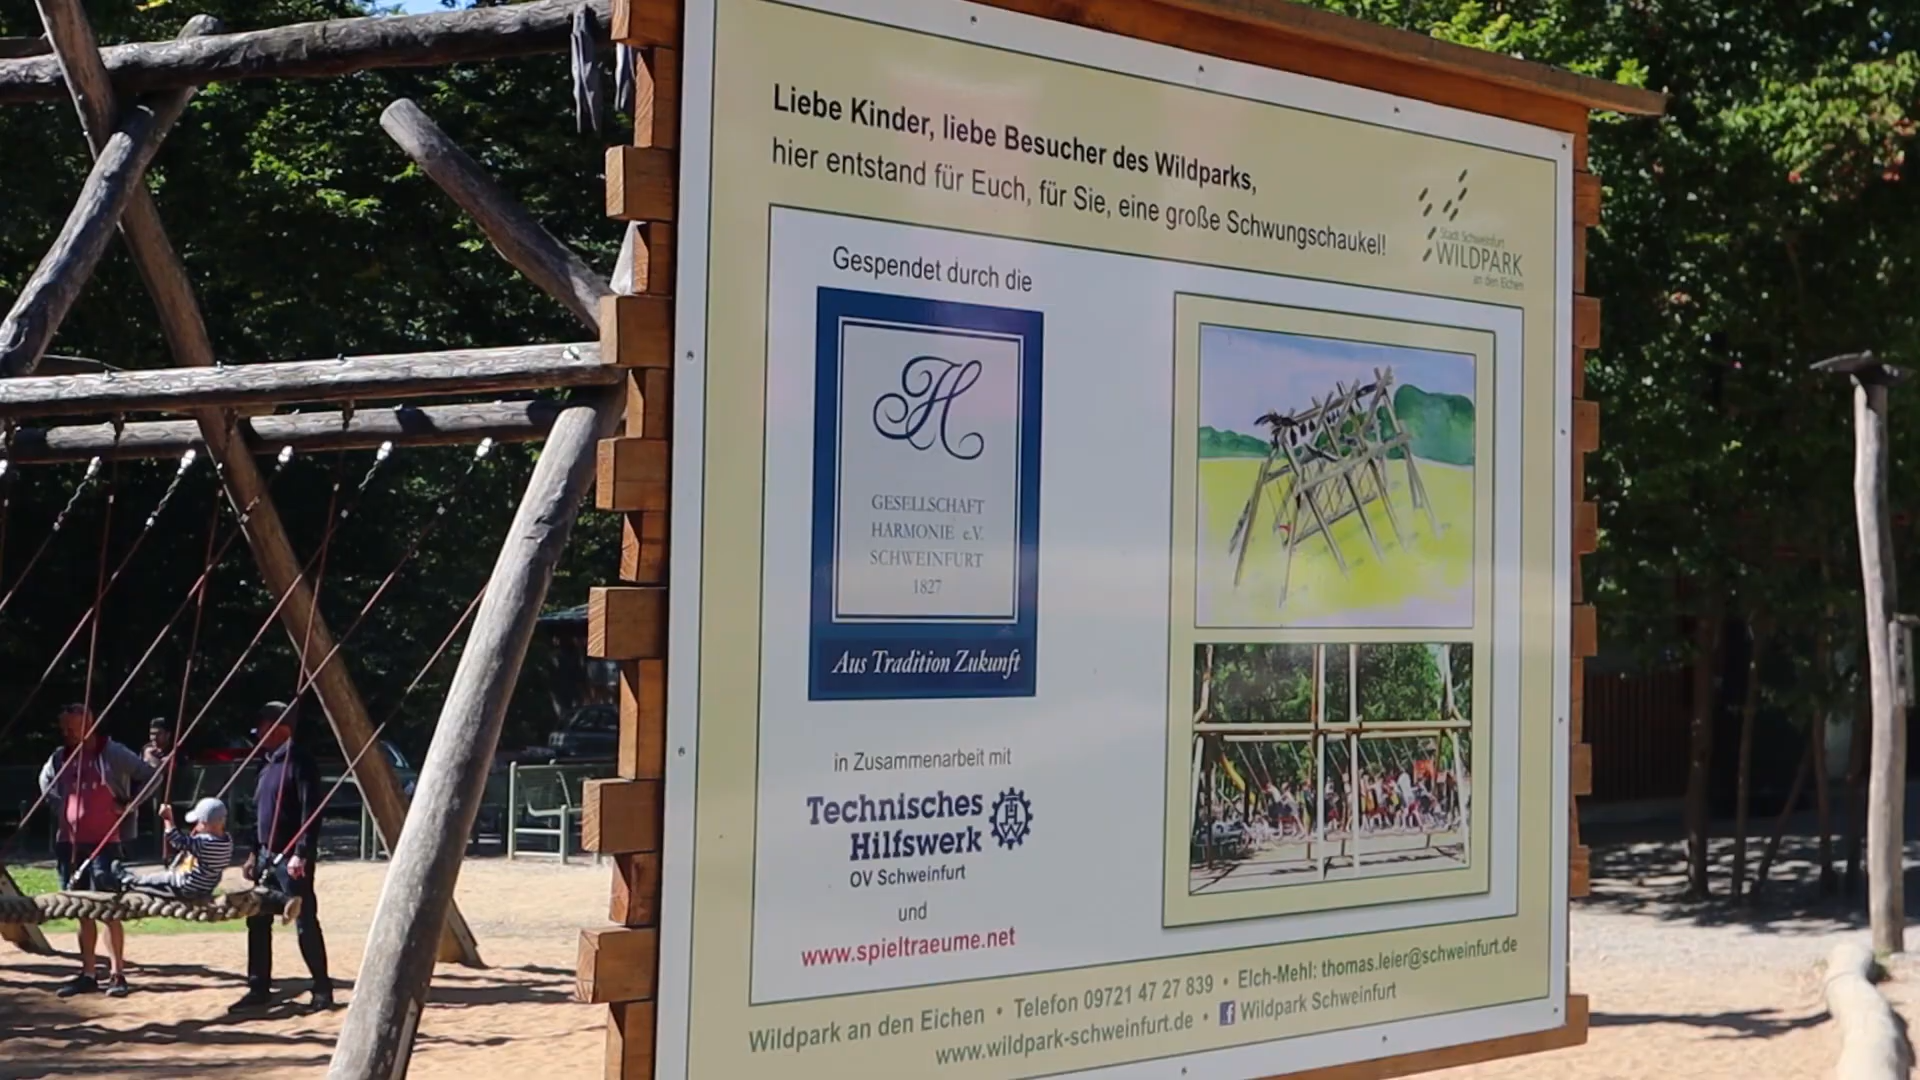 Liebe Kinder, liebe Besucher des Wildparks,
hier entstand für Euch, für Sie, eine große Schwungschaukel!
Stadt Schweinfurt
WILDPARK
an den Eichen
Gespendet durch die
H
GESELLSCHAFT
HARMONIE e.V.
SCHWEINFURT
1827
Aus Tradition Zukunft
in Zusammenarbeit mit
Technisches
Hilfswerk
THW
OV Schweinfurt
und
www.spieltraeume.net
Wildpark an den Eichen • Telefon 09721 47 27 839 • Elch-Mehl: thomas.leier@schweinfurt.de
www.wildpark-schweinfurt.de • f Wildpark Schweinfurt